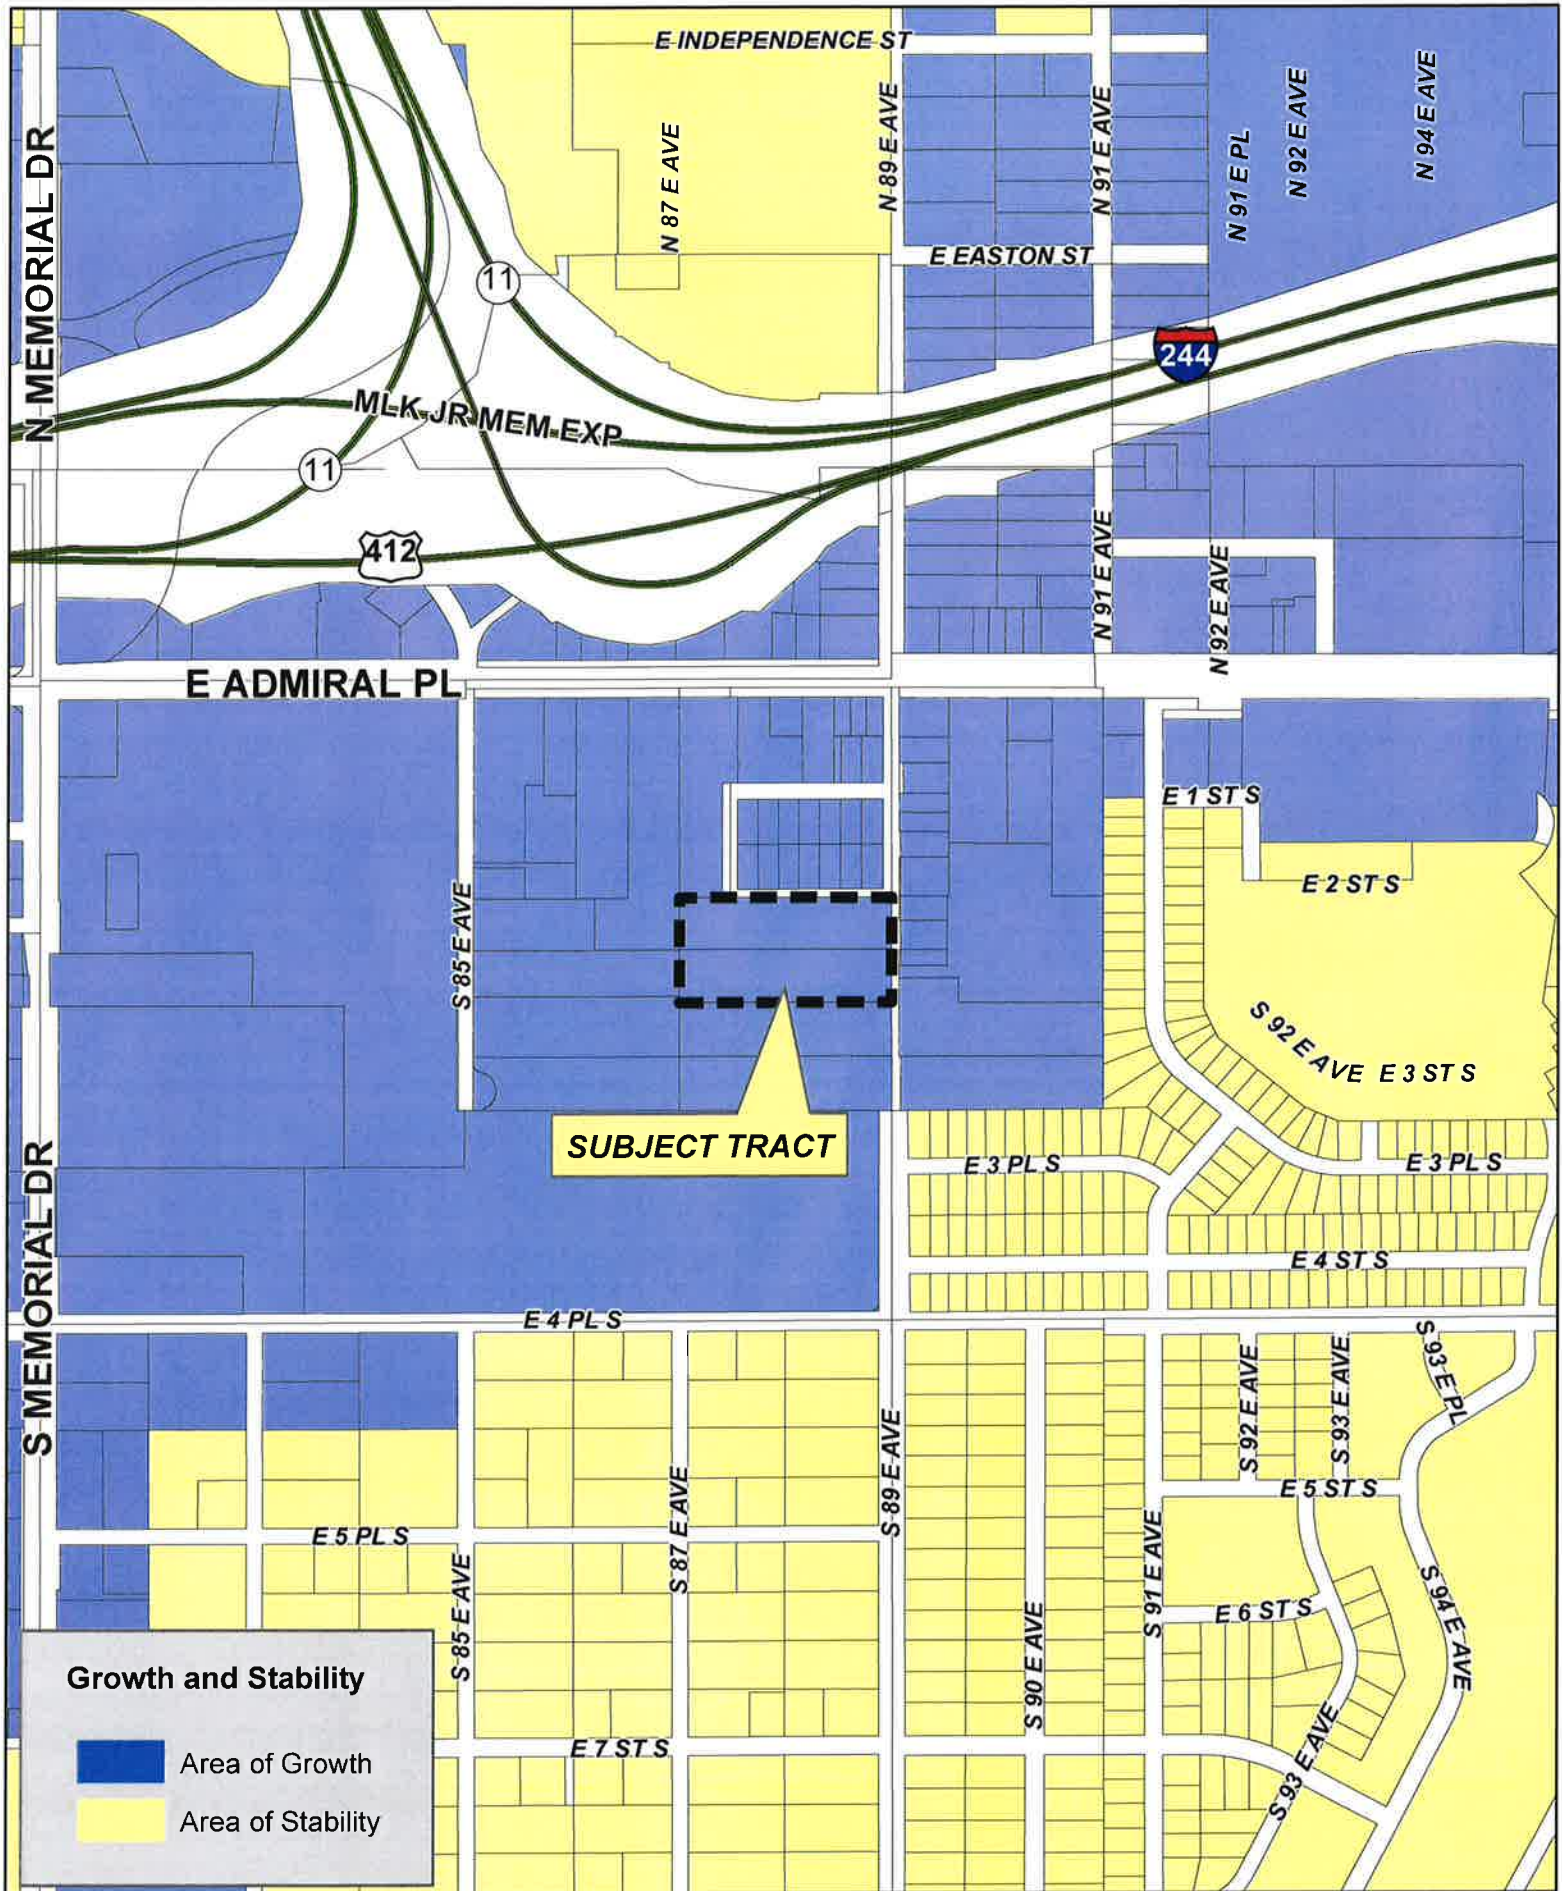 E INDEPENDENCE ST
N MEMORIAL DR
N 87 E AVE
N 89 E AVE
N 91 E AVE
N 91 E PL
N 92 E AVE
N 94 E AVE
E EASTON ST
11
244
MLK JR MEM EXP
11
412
N 91 E AVE
N 92 E AVE
E ADMIRAL PL
E 1 ST S
E 2 ST S
S 85 E AVE
S 92 E AVE
E 3 ST S
SUBJECT TRACT
E 3 PL S
E 3 PL S
S MEMORIAL DR
E 4 ST S
E 4 PL S
S 93 E PL
S 92 E AVE
S 93 E AVE
S 89 E AVE
S 87 E AVE
E 5 ST S
E 5 PL S
S 85 E AVE
S 91 E AVE
S 94 E AVE
E 6 ST S
S 90 E AVE
S 93 E AVE
E 7 ST S
Growth and Stability
Area of Growth
Area of Stability